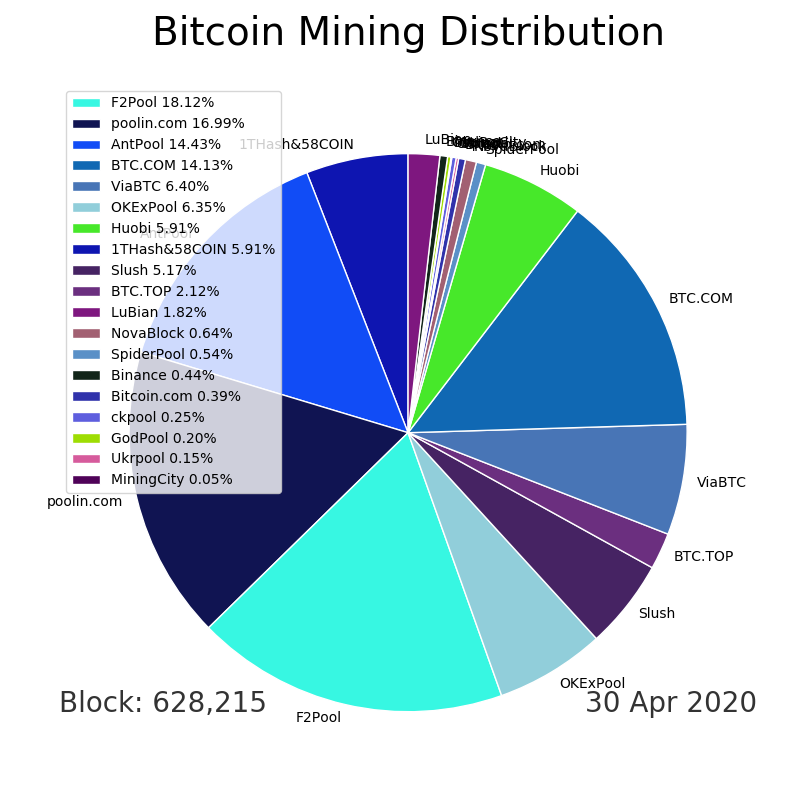 Bitcoin Mining Distribution
F2Pool 18.12%
poolin.com 16.99%
AntPool 14.43%
BTC.COM 14.13%
ViaBTC 6.40%
OKExPool 6.35%
Huobi 5.91%
1THash&58COIN 5.91%
Slush 5.17%
BTC.TOP 2.12%
LuBian 1.82%
NovaBlock 0.64%
SpiderPool 0.54%
Binance 0.44%
Bitcoin.com 0.39%
ckpool 0.25%
GodPool 0.20%
Ukrpool 0.15%
MiningCity 0.05%
1THash&58COIN
LuBian
SpiderPool
Huobi
AntPool
BTC.COM
ViaBTC
poolin.com
BTC.TOP
Slush
OKExPool
F2Pool
Block: 628,215
30 Apr 2020